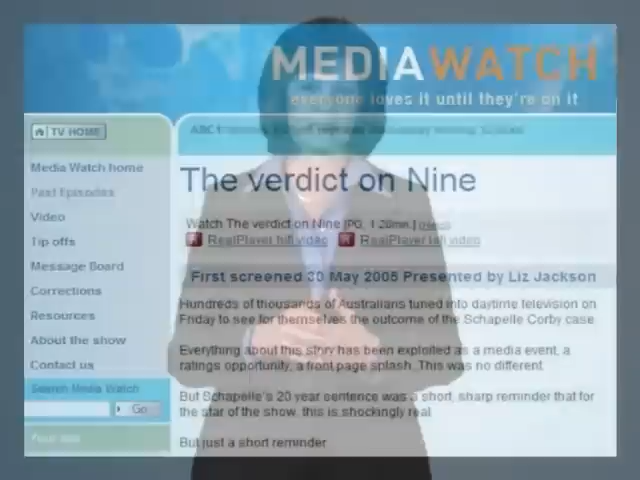 MEDIAWATCH
everyone loves it until they're on it
TV HOME
Media Watch home
Past Episodes
Video
Tip offs
Message Board
Corrections
Resources
About the show
Contact us
Search Media Watch
Go
The verdict on Nine
Watch The verdict on Nine [PG,
RealPlayer hifi video RealPlayer lofi video
First screened 30 May 2005 Presented by Liz Jackson
Hundreds of thousands of Australians tuned into daytime television on
Friday to see for themselves the outcome of the Schapelle Corby case
Everything about this story has been exploited as a media event, a
ratings opportunity, a front page splash. This was no different
But Schapelle's 20 year sentence was a short, sharp reminder that for
the star of the show, this is shockingly real
But just a short reminder